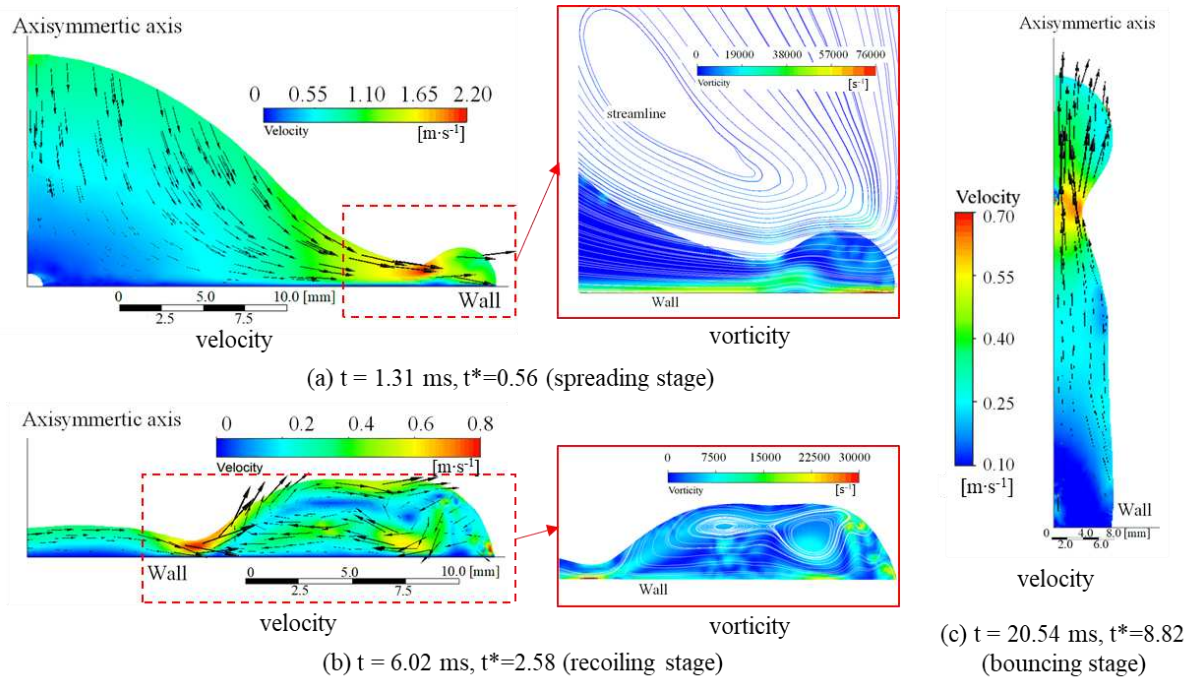 Axisymmertic axis
0 0.55 1.10 1.65 2.20
Velocity
[m·s⁻¹]
Wall
0 5.0 10.0 [mm]
2.5 7.5
velocity
0 19000 38000 57000 76000
Vorticity
[s⁻¹]
streamline
Wall
vorticity
(a) t = 1.31 ms, t*=0.56 (spreading stage)
Axisymmertic axis
0 0.2 0.4 0.6 0.8
Velocity
[m·s⁻¹]
Wall
0 5.0 10.0 [mm]
2.5 7.5
velocity
0 7500 15000 22500 30000
Vorticity
[s⁻¹]
Wall
vorticity
(b) t = 6.02 ms, t*=2.58 (recoiling stage)
Axisymmertic axis
Velocity
0.70
0.55
0.40
0.25
0.10
[m·s⁻¹]
Wall
0 4.0 8.0 [mm]
2.0 6.0
velocity
(c) t = 20.54 ms, t*=8.82
(bouncing stage)